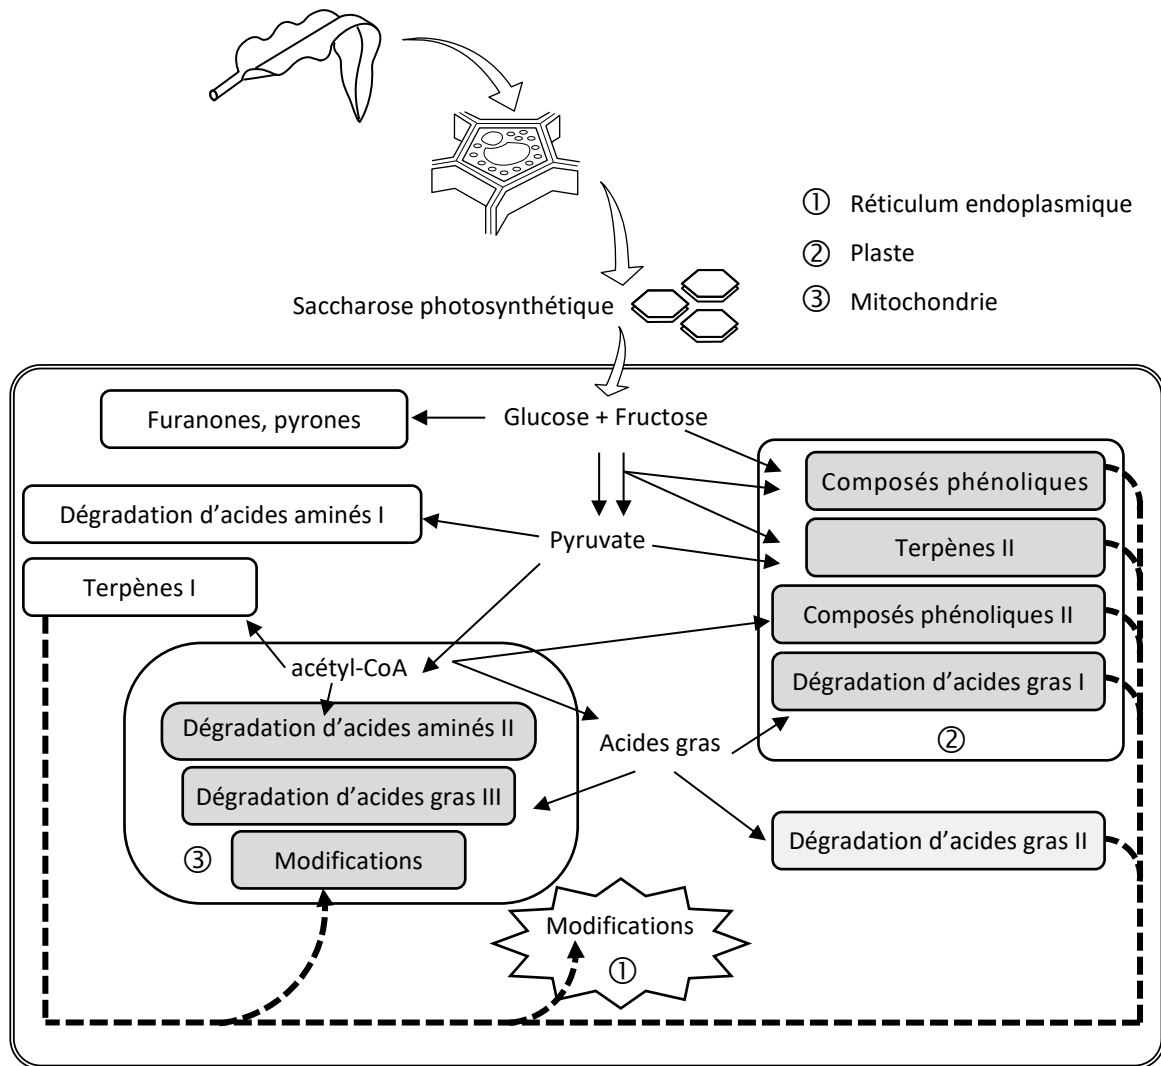 ① Réticulum endoplasmique
② Plaste
③ Mitochondrie
Saccharose photosynthétique
Glucose + Fructose
Furanones, pyrones
Composés phénoliques
Dégradation d’acides aminés I
Pyruvate
Terpènes II
Terpènes I
Composés phénoliques II
acétyl-CoA
Dégradation d’acides gras I
Dégradation d’acides aminés II
Acides gras
②
Dégradation d’acides gras III
Dégradation d’acides gras II
③
Modifications
Modifications
①